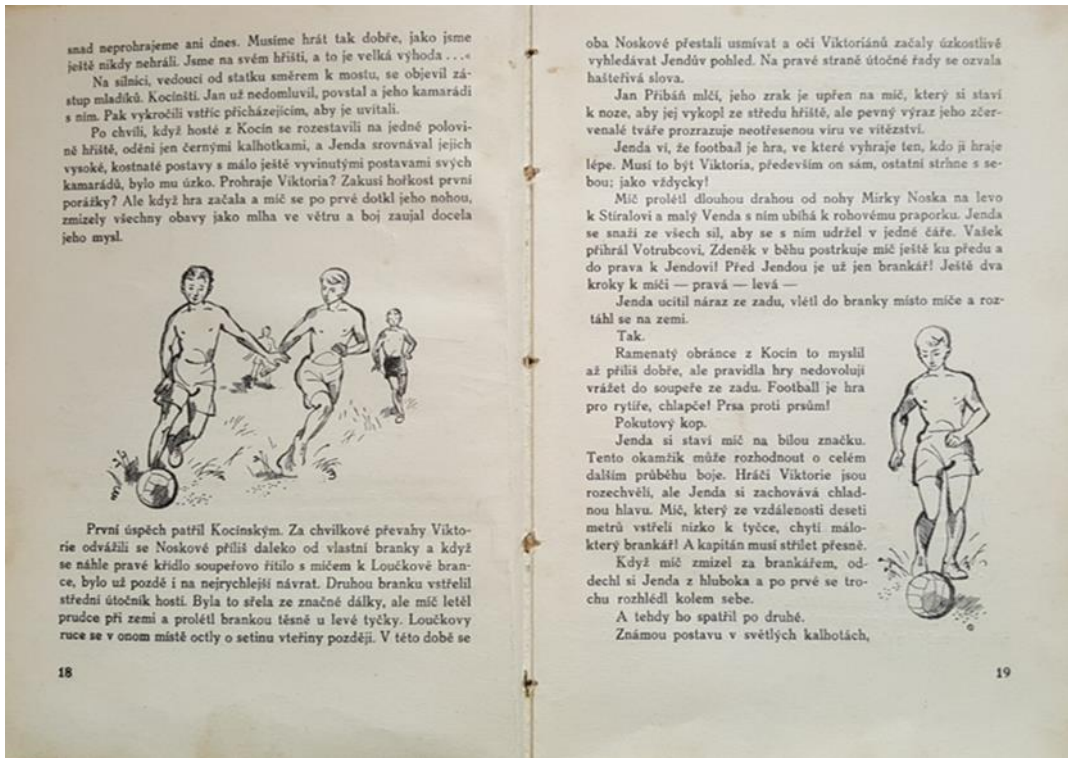 snad neprohrajeme ani dnes. Musíme hrát tak dobře, jako jsme
ještě nikdy nehráli. Jsme na svém hřišti, a to je velká výhoda . . .«
Na silnici, vedoucí od statku směrem k mostu, se objevil zá-
stup mladíků. Kocínští. Jan už nedomluvil, povstal a jeho kamarádi
s ním. Pak vykročili vstříc přicházejícím, aby je uvítali.
Po chvíli, když hosté z Kocín se rozestavili na jedné polovi-
ně hřiště, oděni jen černými kalhotkami, a Jenda srovnával jejich
vysoké, kostnaté postavy s málo ještě vyvinutými postavami svých
kamarádů, bylo mu úzko. Prohraje Viktoria? Zakusí hořkost první
porážky? Ale když hra začala a míč se po prvé dotkl jeho nohou,
zmizely všechny obavy jako mlha ve větru a boj zaujal docela
jeho mysl.
První úspěch patřil Kocínským. Za chvilkové převahy Vikto-
rie odvážili se Noskové příliš daleko od vlastní branky a když
se náhle pravé křídlo soupeřovo řítilo s míčem k Loučkově bran-
ce, bylo už pozdě i na nejrychlejší návrat. Druhou branku vstřelil
střední útočník hostí. Byla to střela ze značné dálky, ale míč letěl
prudce při zemi a prolétl brankou těsně u levé tyčky. Loučkovy
ruce se v onom místě octly o setinu vteřiny později. V této době se
18
oba Noskové přestali usmívat a oči Viktoriánů začaly úzkostlivě
vyhledávat Jendův pohled. Na pravé straně útočné řady se ozvala
hašteřivá slova.
Jan Přibáň mlčí, jeho zrak je upřen na míč, který si staví
k noze, aby jej vykopl ze středu hřiště, ale pevný výraz jeho zčer-
venalé tváře prozrazuje neotřesenou víru ve vítězství.
Jenda ví, že football je hra, ve které vyhraje ten, kdo ji hraje
lépe. Musí to být Viktoria, především on sám, ostatní strhne s se-
bou; jako vždycky!
Míč prolétl dlouhou drahou od nohy Mirky Noska na levo
k Stíralovi a malý Venda s ním ubíhá k rohovému praporku. Jenda
se snaží ze všech sil, aby se s ním udržel v jedné čáře. Vašek
přihrál Votrubcovi, Zdeněk v běhu postrkuje míč ještě ku předu a
do prava k Jendovi! Před Jendou je už jen brankář! Ještě dva
kroky k míči — pravá — levá —
Jenda ucítil náraz ze zadu, vlétl do branky místo míče a roz-
táhl se na zemi.
Tak.
Ramenatý obránce z Kocín to myslil
až příliš dobře, ale pravidla hry nedovolují
vrážet do soupeře ze zadu. Football je hra
pro rytíře, chlapče! Prsa proti prsům!
Pokutový kop.
Jenda si staví míč na bílou značku.
Tento okamžik může rozhodnout o celém
dalším průběhu boje. Hráči Viktorie jsou
rozechvělí, ale Jenda si zachovává chlad-
nou hlavu. Míč, který ze vzdálenosti deseti
metrů vstřelí nízko k tyčce, chytí málo-
který brankář! A kapitán musí střílet přesně.
Když míč zmizel za brankářem, od-
dechl si Jenda z hluboka a po prvé se tro-
chu rozhlédl kolem sebe.
A tehdy ho spatřil po druhé.
Známou postavu v světlých kalhotách,
19